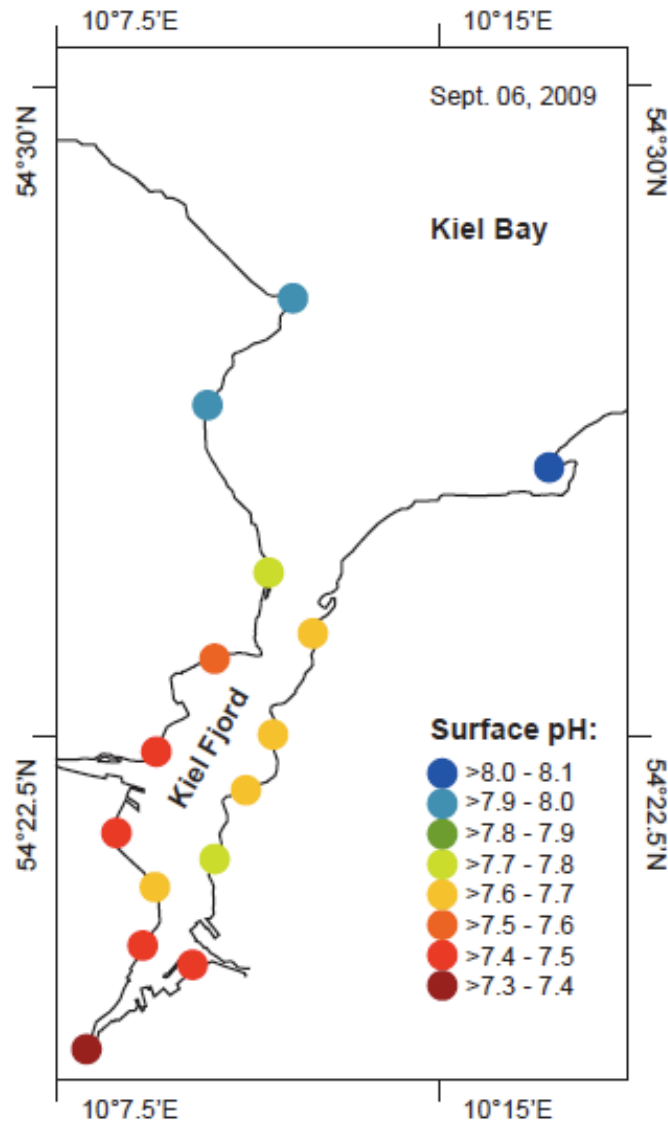 10°7.5'E
10°15'E
Sept. 06, 2009
54°30'N
54°30'N
Kiel Bay
Kiel Fjord
Surface pH:
>8.0 - 8.1
>7.9 - 8.0
>7.8 - 7.9
>7.7 - 7.8
>7.6 - 7.7
>7.5 - 7.6
>7.4 - 7.5
>7.3 - 7.4
54°22.5'N
54°22.5'N
10°7.5'E
10°15'E